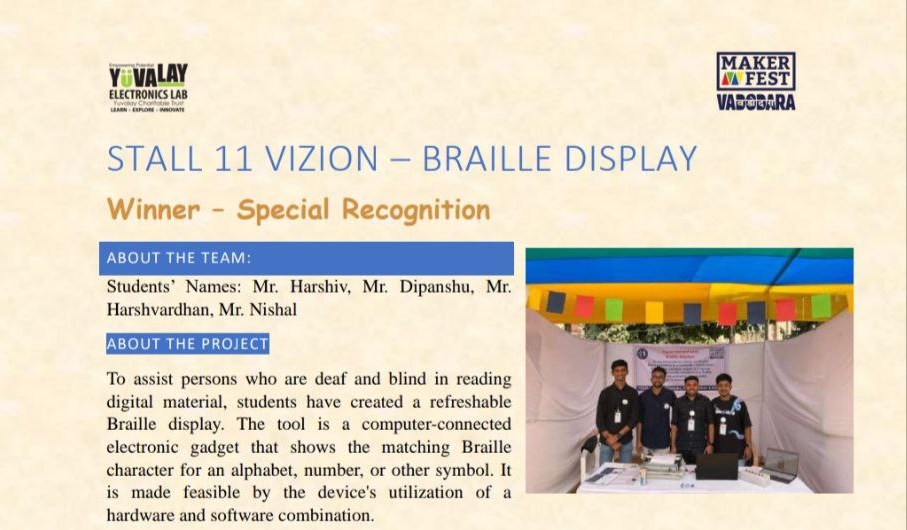 Empowering Potential
YUVALAY
ELECTRONICS LAB
Yuvalay Charitable Trust
LEARN - EXPLORE - INNOVATE
MAKER
FEST
VADODARA
STALL 11 VIZION – BRAILLE DISPLAY
Winner – Special Recognition
ABOUT THE TEAM:
Students’ Names: Mr. Harshiv, Mr. Dipanshu, Mr.
Harshvardhan, Mr. Nishal
ABOUT THE PROJECT
To assist persons who are deaf and blind in reading
digital material, students have created a refreshable
Braille display. The tool is a computer-connected
electronic gadget that shows the matching Braille
character for an alphabet, number, or other symbol. It
is made feasible by the device's utilization of a
hardware and software combination.